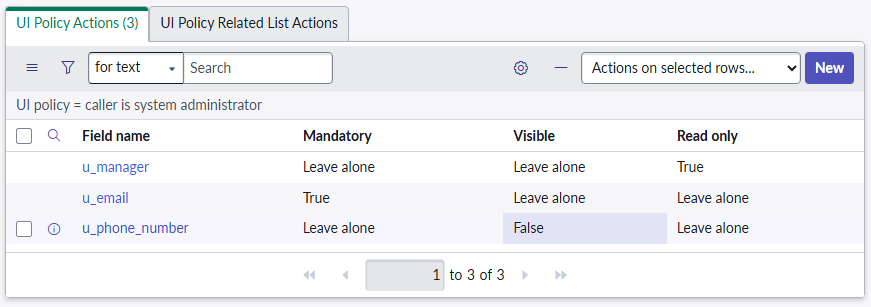 UI Policy Actions (3) UI Policy Related List Actions
for text Search Actions on selected rows... New
UI policy = caller is system administrator
Field name Mandatory Visible Read only
u_manager Leave alone Leave alone True
u_email True Leave alone Leave alone
u_phone_number Leave alone False Leave alone
1 to 3 of 3